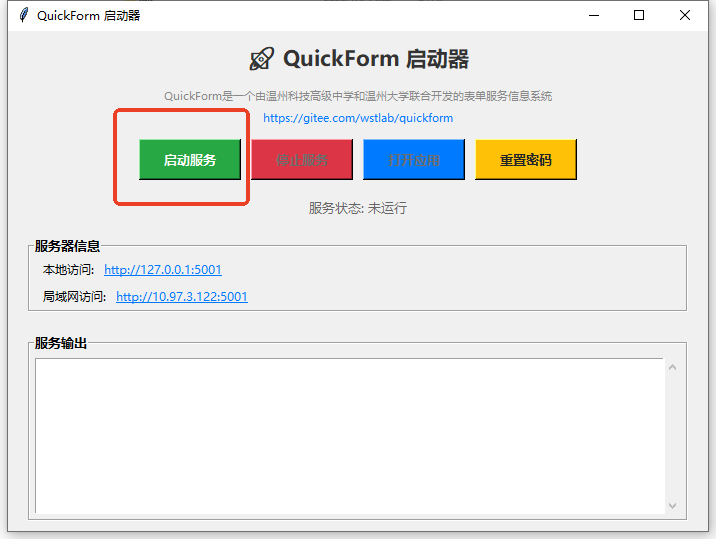 QuickForm 启动器
QuickForm 启动器
QuickForm是一个由温州科技高级中学和温州大学联合开发的表单服务信息系统
https://gitee.com/wstlab/quickform
启动服务 停止服务 打开应用 重置密码
服务状态: 未运行
服务器信息
本地访问: http://127.0.0.1:5001
局域网访问: http://10.97.3.122:5001
服务输出